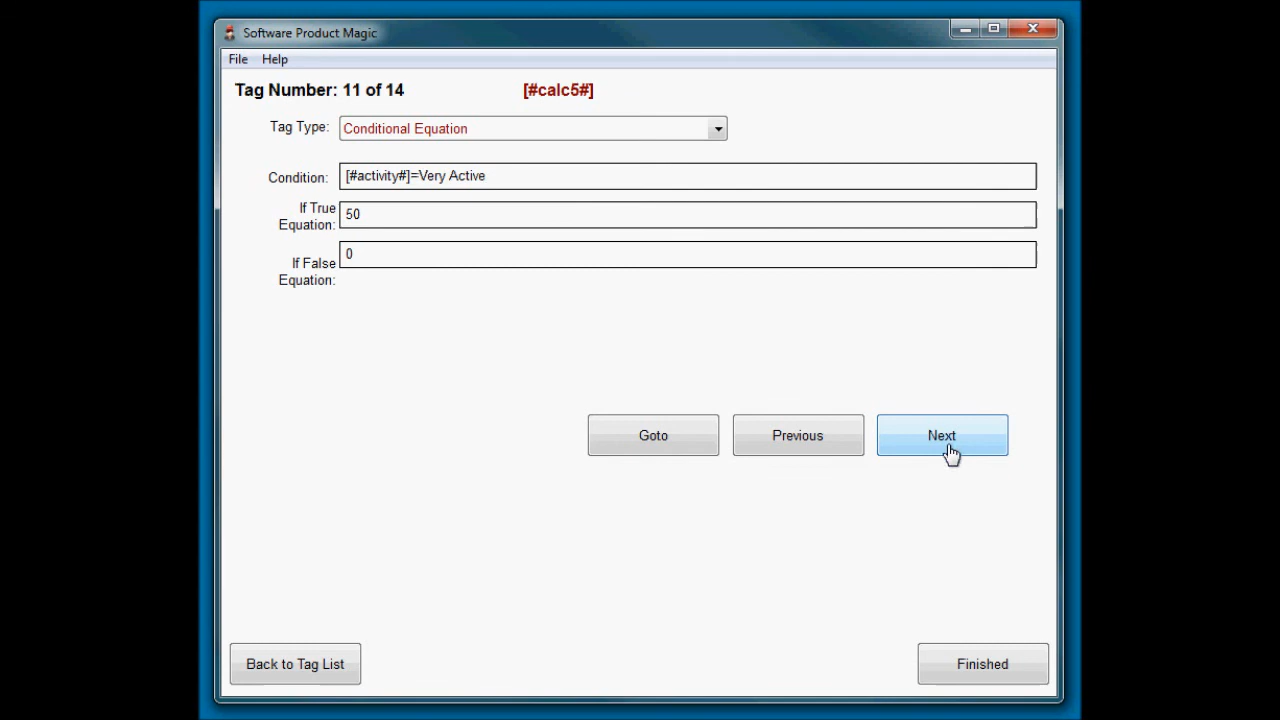 Software Product Magic
File Help
Tag Number: 11 of 14 [#calc5#]
Tag Type: Conditional Equation
Condition: [#activity#]=Very Active
If True
Equation: 50
If False
Equation: 0
Goto Previous Next
Back to Tag List Finished